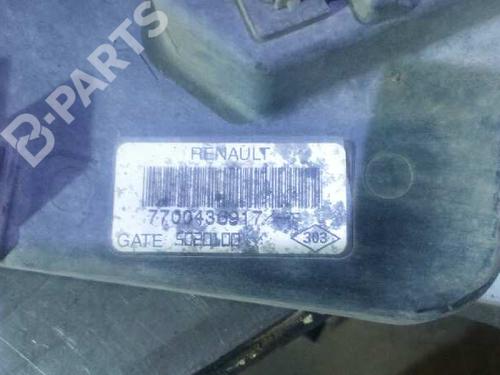 B-PARTS
RENAULT
7700436917
GATE
303